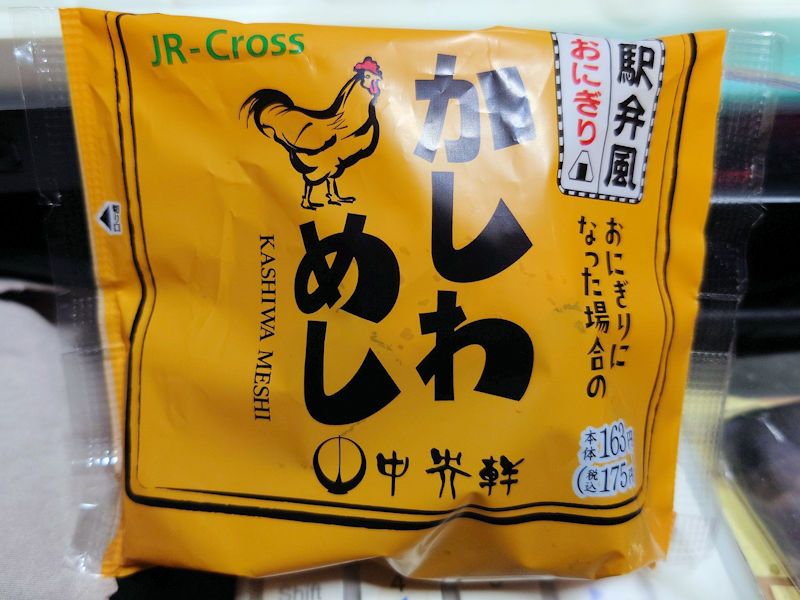 JR-Cross
駅弁風
おにぎり
おにぎりに
なった場合の
かしわ
めし
KASHIWA MESHI
中央軒
本体163円
(税込175円
Shift